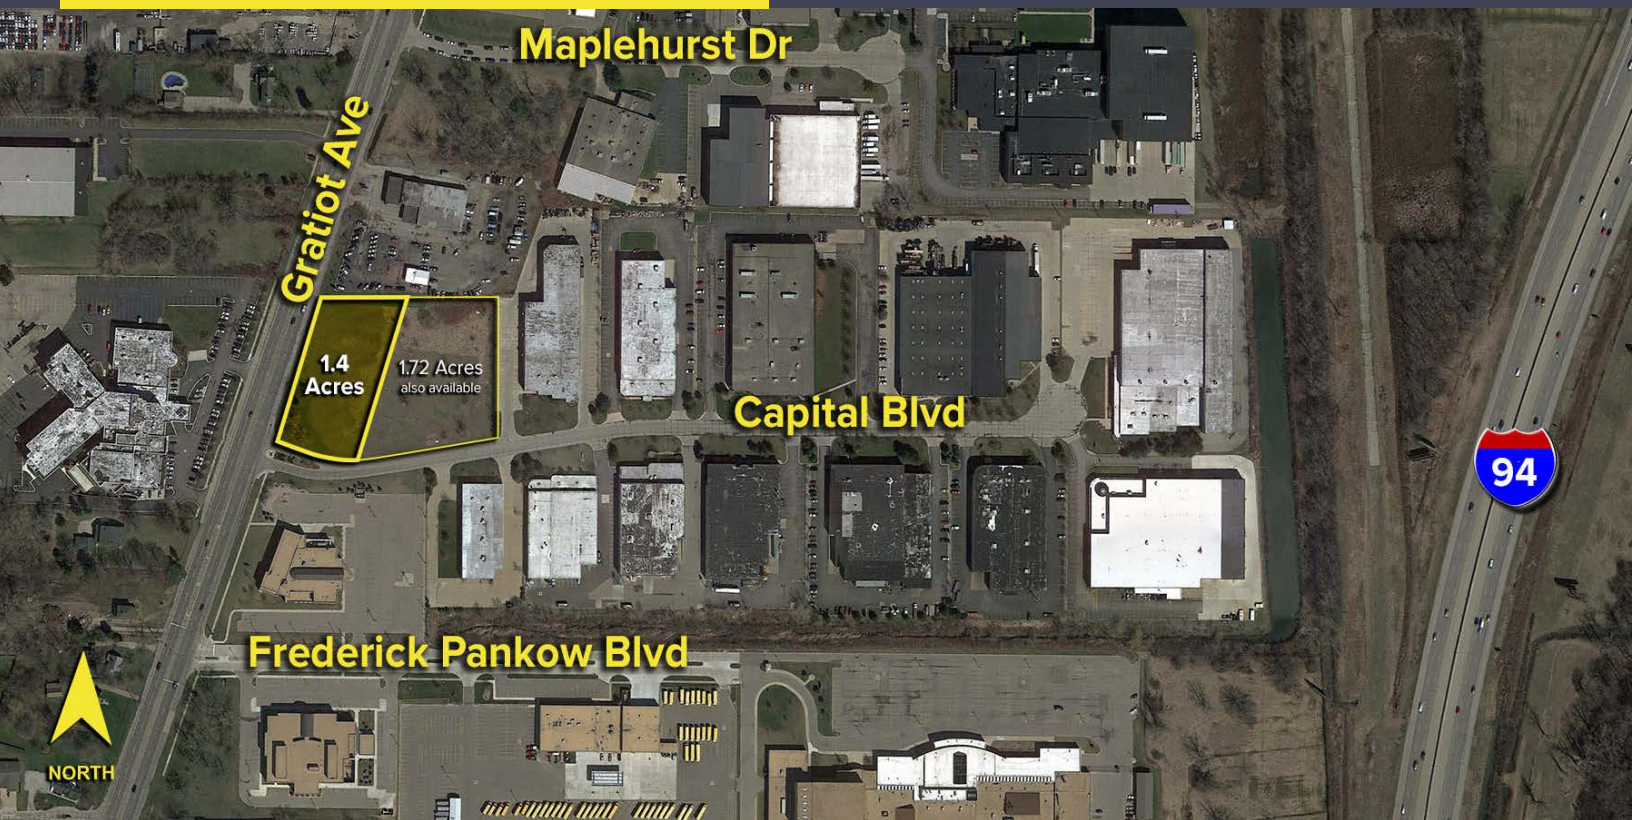 Maplehurst Dr
Gratiot Ave
1.4
Acres
1.72 Acres
also available
Capital Blvd
94
Frederick Pankow Blvd
NORTH